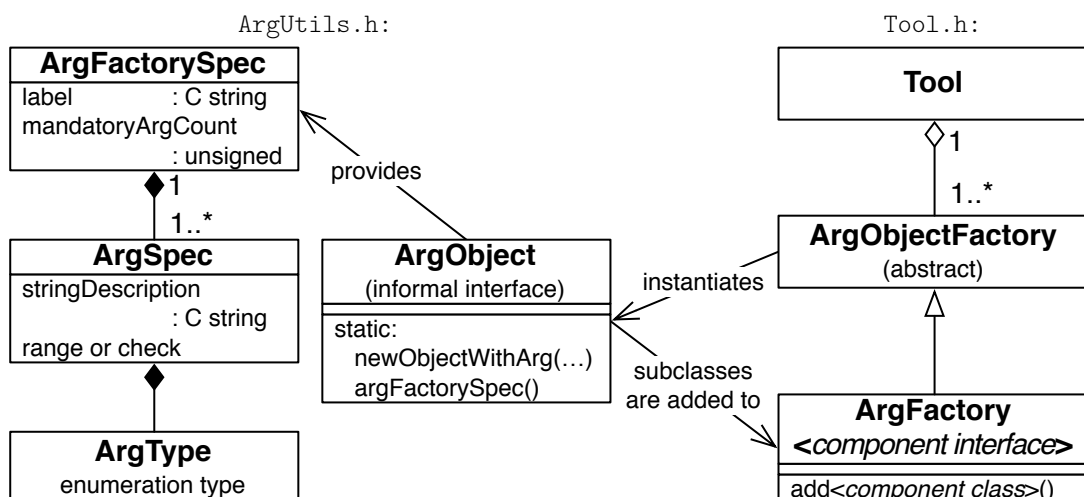 ArgUtils.h:
Tool.h:
ArgFactorySpec
label : C string
mandatoryArgCount
: unsigned
1
1..*
ArgSpec
stringDescription
: C string
range or check
ArgType
enumeration type
provides
ArgObject
(informal interface)
static:
newObjectWithArg(…)
argFactorySpec()
instantiates
subclasses
are added to
Tool
1
1..*
ArgObjectFactory
(abstract)
ArgFactory
<component interface>
add<component class>()